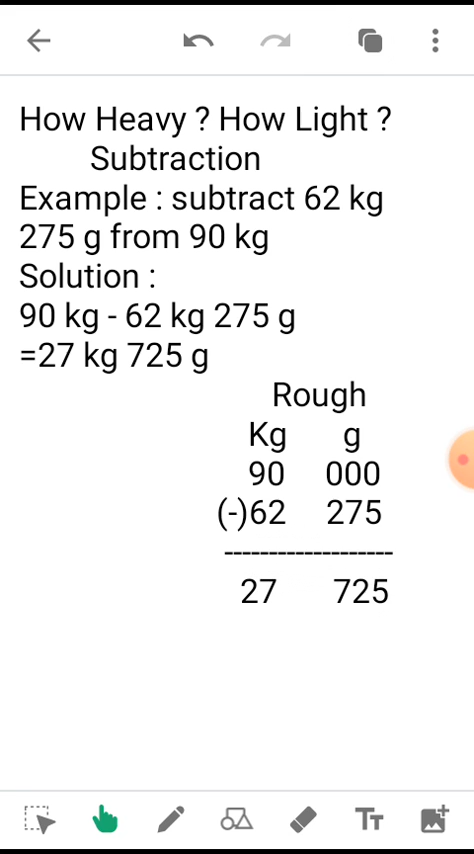 How Heavy ? How Light ?
Subtraction
Example : subtract 62 kg
275 g from 90 kg
Solution :
90 kg - 62 kg 275 g
=27 kg 725 g
Rough
Kg g
90 000
(-)62 275
-------------------
27 725
TT